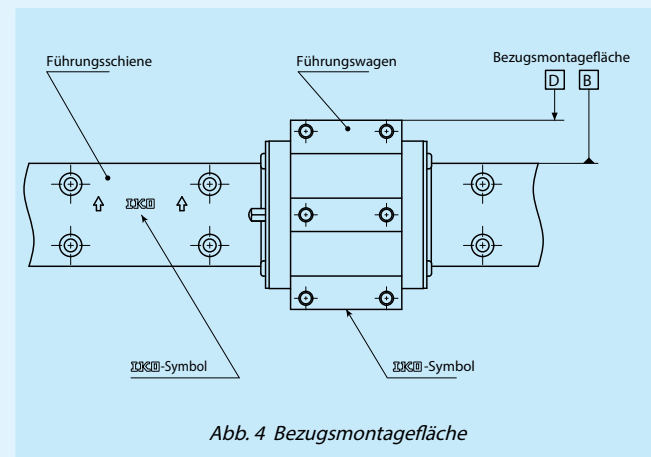 Führungsschiene
Führungswagen
Bezugsmontagefläche
D B
IKO
IKO-Symbol
IKO-Symbol
Abb. 4 Bezugsmontagefläche